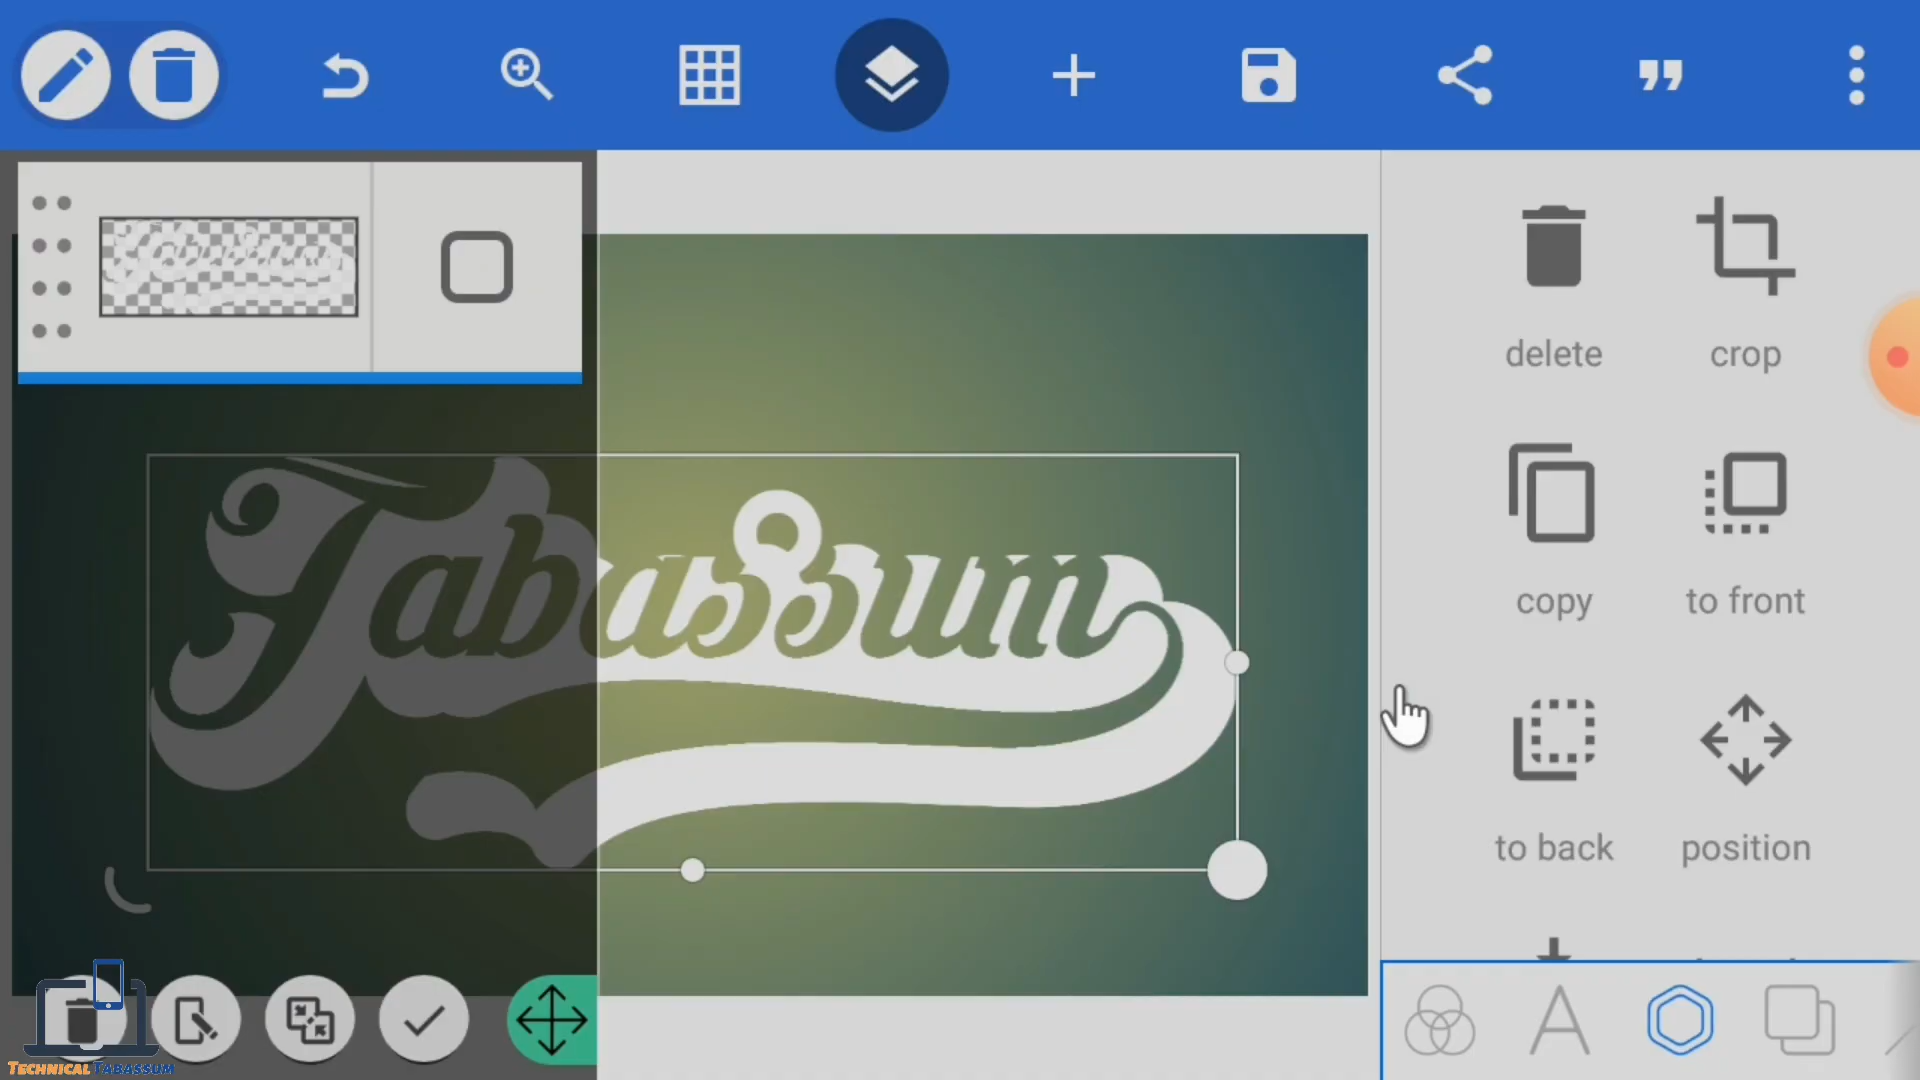 delete
crop
Tabassum
copy
to front
to back
position
TECHNICAL TABASSUM